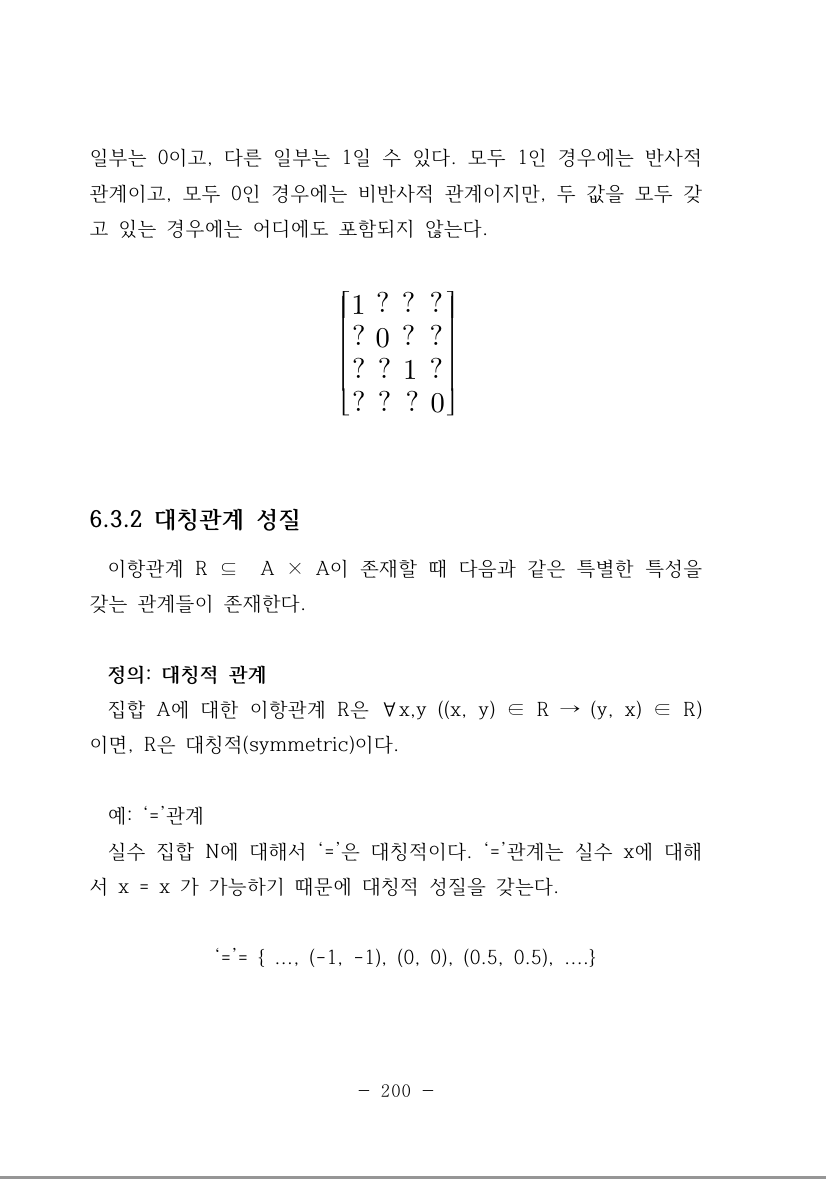 일부는 0이고, 다른 일부는 1일 수 있다. 모두 1인 경우에는 반사적
관계이고, 모두 0인 경우에는 비반사적 관계이지만, 두 값을 모두 갖
고 있는 경우에는 어디에도 포함되지 않는다.
1 ? ? ?
? 0 ? ?
? ? 1 ?
? ? ? 0
6.3.2 대칭관계 성질
이항관계 R ⊆ A × A이 존재할 때 다음과 같은 특별한 특성을
갖는 관계들이 존재한다.
정의: 대칭적 관계
집합 A에 대한 이항관계 R은 ∀x,y ((x, y) ∈ R → (y, x) ∈ R)
이면, R은 대칭적(symmetric)이다.
예: ‘=’관계
실수 집합 N에 대해서 ‘=’은 대칭적이다. ‘=’관계는 실수 x에 대해
서 x = x 가 가능하기 때문에 대칭적 성질을 갖는다.
‘=’= { ..., (-1, -1), (0, 0), (0.5, 0.5), ....}
- 200 -